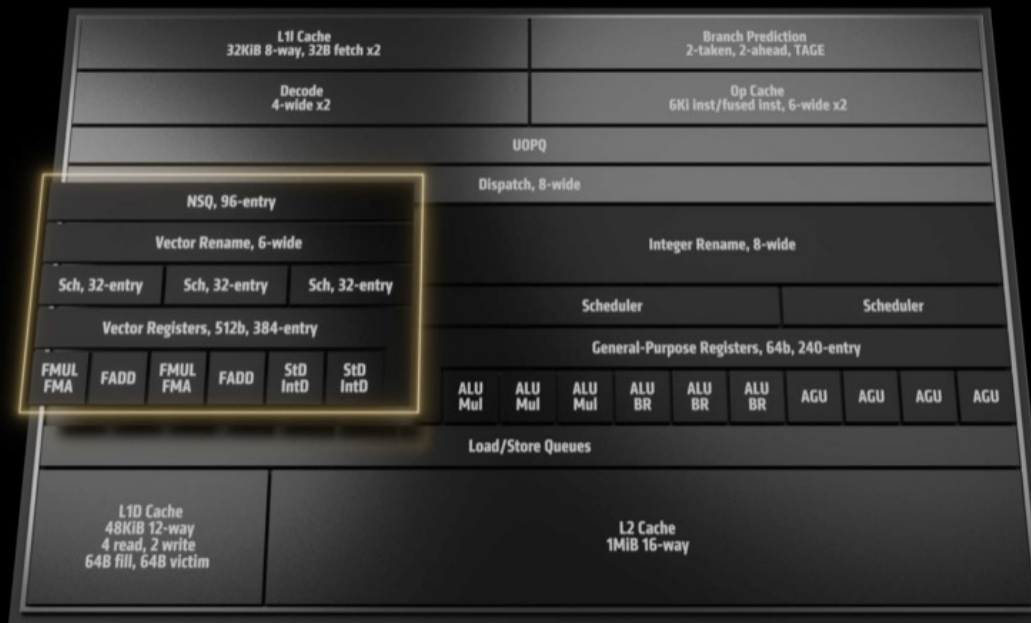 L1I Cache
32KiB 8-way, 32B fetch x2
Branch Prediction
2-taken, 2-ahead, TAGE
Decode
4-wide x2
Op Cache
6Ki inst/fused inst, 6-wide x2
UOPQ
Dispatch, 8-wide
NSQ, 96-entry
Vector Rename, 6-wide
Integer Rename, 8-wide
Sch, 32-entry
Sch, 32-entry
Sch, 32-entry
Scheduler
Scheduler
Vector Registers, 512b, 384-entry
General-Purpose Registers, 64b, 240-entry
FMUL
FMA
FADD
FMUL
FMA
FADD
StD
IntD
StD
IntD
ALU
Mul
ALU
Mul
ALU
Mul
ALU
BR
ALU
BR
ALU
BR
AGU
AGU
AGU
AGU
Load/Store Queues
L1D Cache
48KiB 12-way
4 read, 2 write
64B fill, 64B victim
L2 Cache
1MiB 16-way